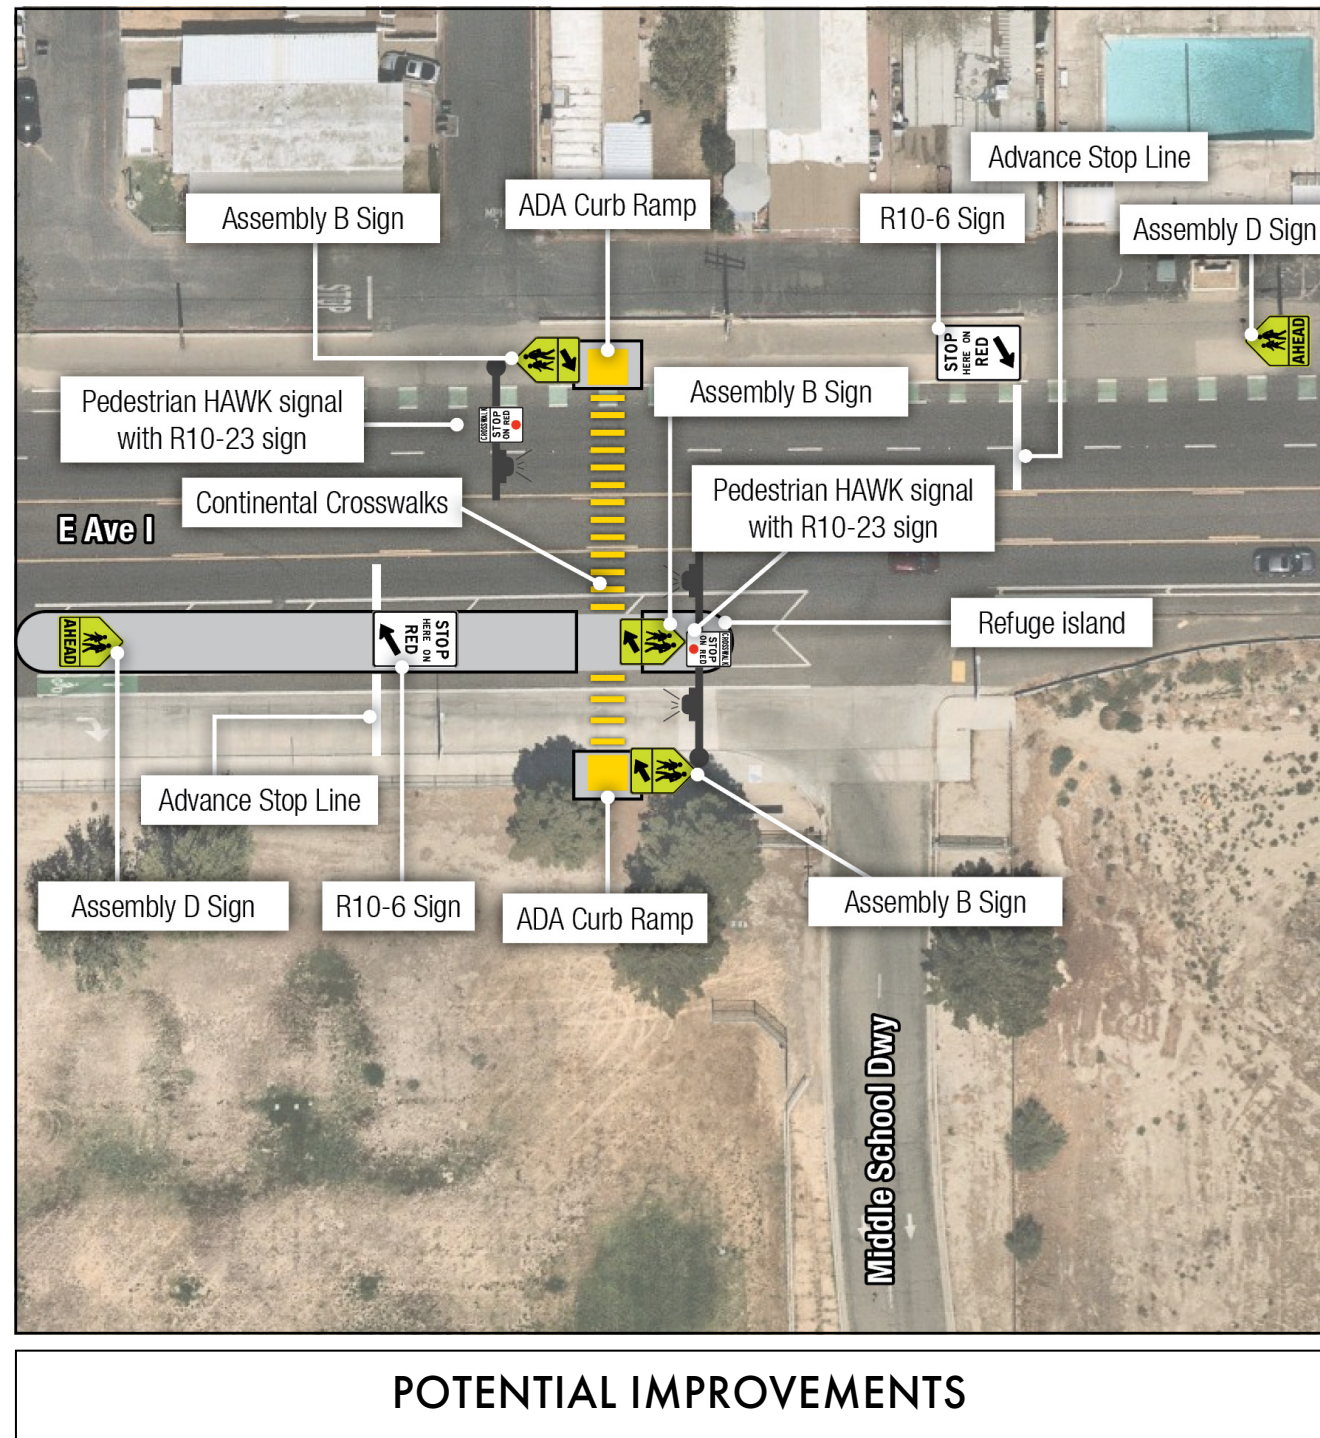 Advance Stop Line
ADA Curb Ramp
Assembly B Sign
R10-6 Sign
Assembly D Sign
STOP
STOP
HERE ON
RED
AHEAD
Pedestrian HAWK signal
with R10-23 sign
CROSSWALK
STOP
ON RED
Assembly B Sign
Continental Crosswalks
Pedestrian HAWK signal
with R10-23 sign
E Ave I
Refuge island
AHEAD
STOP
HERE ON
RED
CROSSWALK
STOP
ON RED
Advance Stop Line
Assembly D Sign
R10-6 Sign
ADA Curb Ramp
Assembly B Sign
Middle School Dwy
POTENTIAL IMPROVEMENTS